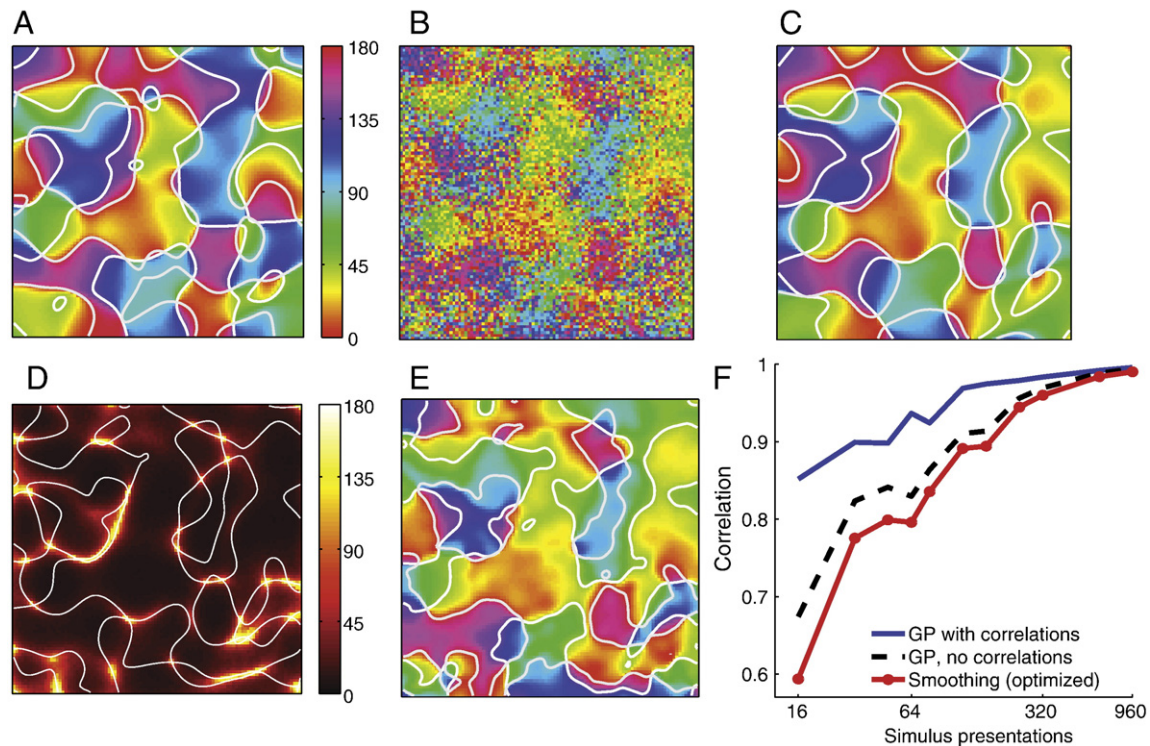 A
B
C
180
135
90
45
0
D
E
F
180
135
90
45
0
1
0.9
0.8
0.7
0.6
Correlation
GP with correlations
GP, no correlations
Smoothing (optimized)
16
64
320
960
Simulus presentations